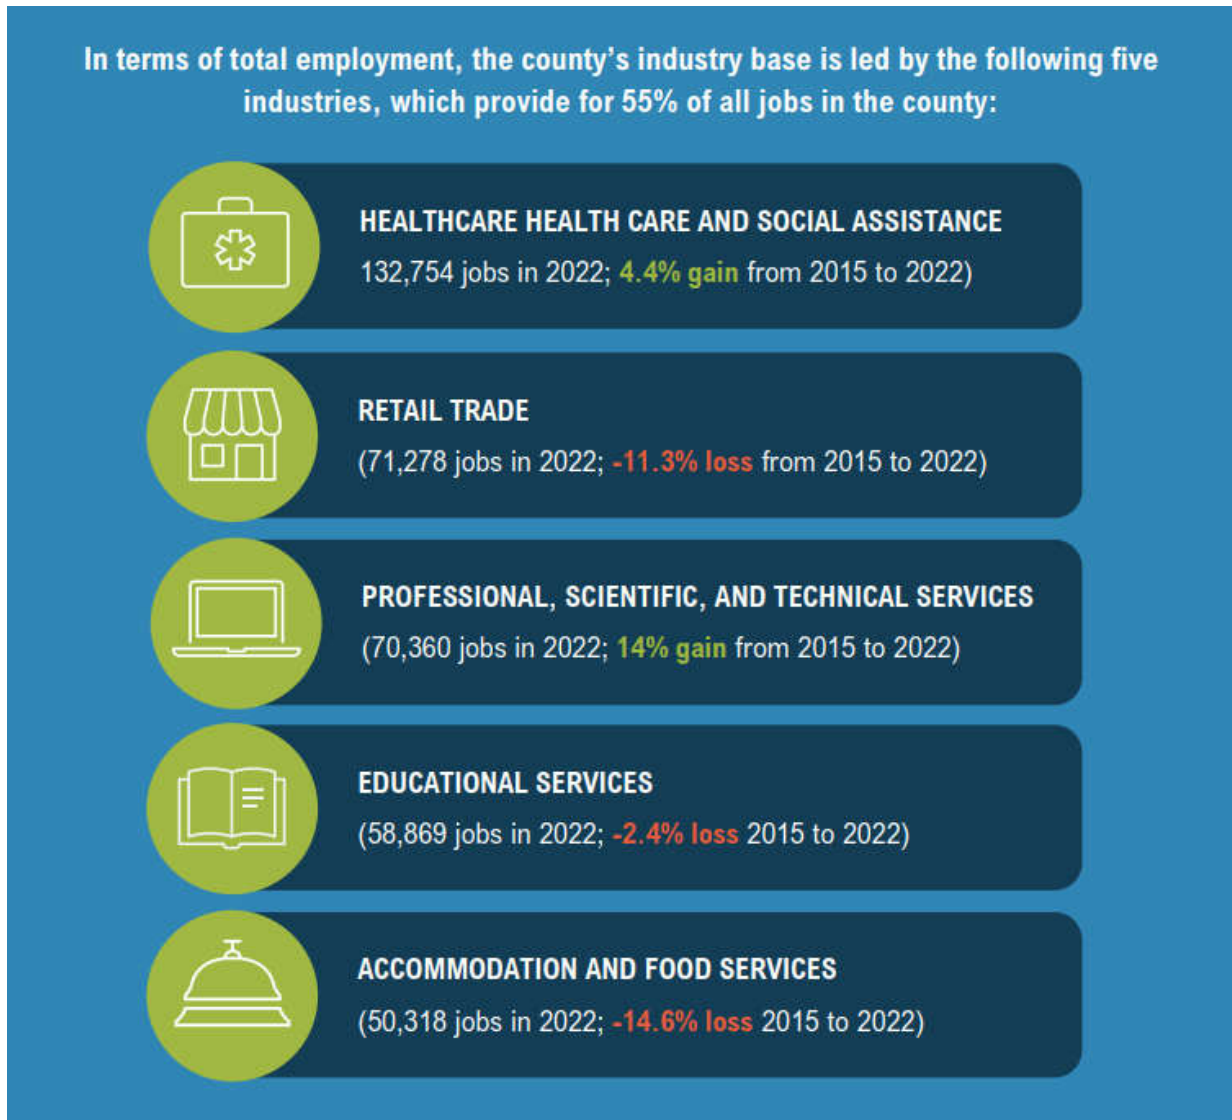 In terms of total employment, the county’s industry base is led by the following five
industries, which provide for 55% of all jobs in the county:
HEALTHCARE HEALTH CARE AND SOCIAL ASSISTANCE
132,754 jobs in 2022; 4.4% gain from 2015 to 2022)
RETAIL TRADE
(71,278 jobs in 2022; -11.3% loss from 2015 to 2022)
PROFESSIONAL, SCIENTIFIC, AND TECHNICAL SERVICES
(70,360 jobs in 2022; 14% gain from 2015 to 2022)
EDUCATIONAL SERVICES
(58,869 jobs in 2022; -2.4% loss 2015 to 2022)
ACCOMMODATION AND FOOD SERVICES
(50,318 jobs in 2022; -14.6% loss 2015 to 2022)